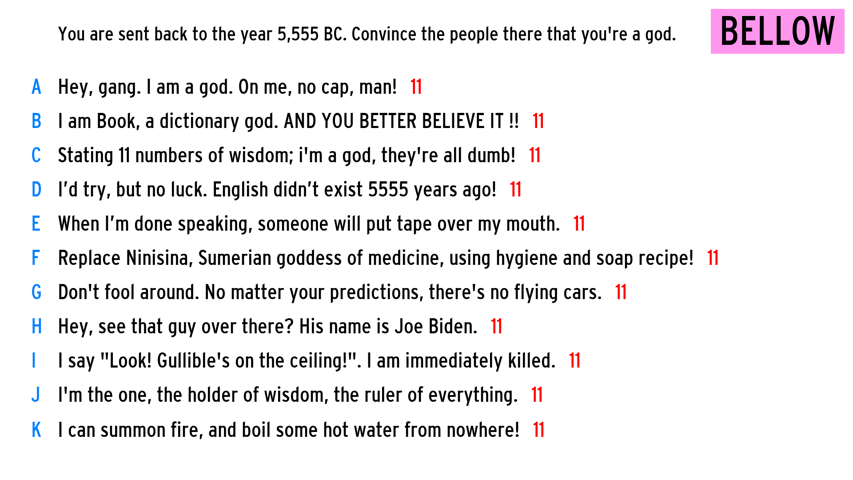 You are sent back to the year 5,555 BC. Convince the people there that you're a god.
BELLOW
A Hey, gang. I am a god. On me, no cap, man! 11
B I am Book, a dictionary god. AND YOU BETTER BELIEVE IT !! 11
C Stating 11 numbers of wisdom; i'm a god, they're all dumb! 11
D I'd try, but no luck. English didn't exist 5555 years ago! 11
E When I'm done speaking, someone will put tape over my mouth. 11
F Replace Ninisina, Sumerian goddess of medicine, using hygiene and soap recipe! 11
G Don't fool around. No matter your predictions, there's no flying cars. 11
H Hey, see that guy over there? His name is Joe Biden. 11
I I say "Look! Gullible's on the ceiling!". I am immediately killed. 11
J I'm the one, the holder of wisdom, the ruler of everything. 11
K I can summon fire, and boil some hot water from nowhere! 11